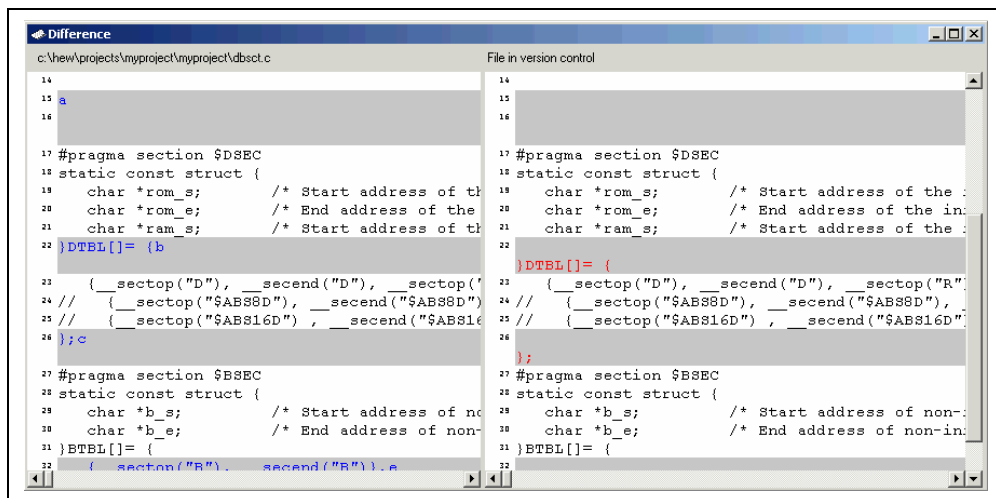 Difference
c:\hew\projects\myproject\myproject\dbsct.c
File in version control
14
15 a
16
17 #pragma section $DSEC
18 static const struct {
19 char *rom_s; /* Start address of th
20 char *rom_e; /* End address of the
21 char *ram_s; /* Start address of th
22 }DTBL[]= {b
23 {__sectop("D"), __secend("D"), __sectop("
24 // {__sectop("$ABS8D"), __secend("$ABS8D")
25 // {__sectop("$ABS16D") , __secend("$ABS16
26 };c
27 #pragma section $BSEC
28 static const struct {
29 char *b_s; /* Start address of no
30 char *b_e; /* End address of non-
31 }BTBL[]= {
32 {__sectop("B"), __secend("B")},e
14
15
16
17 #pragma section $DSEC
18 static const struct {
19 char *rom_s; /* Start address of the i
20 char *rom_e; /* End address of the ini
21 char *ram_s; /* Start address of the i
22
}DTBL[]= {
23 {__sectop("D"), __secend("D"), __sectop("R"
24 // {__sectop("$ABS8D"), __secend("$ABS8D"),
25 // {__sectop("$ABS16D") , __secend("$ABS16D"
26
};
27 #pragma section $BSEC
28 static const struct {
29 char *b_s; /* Start address of non-i
30 char *b_e; /* End address of non-ini
31 }BTBL[]= {
32